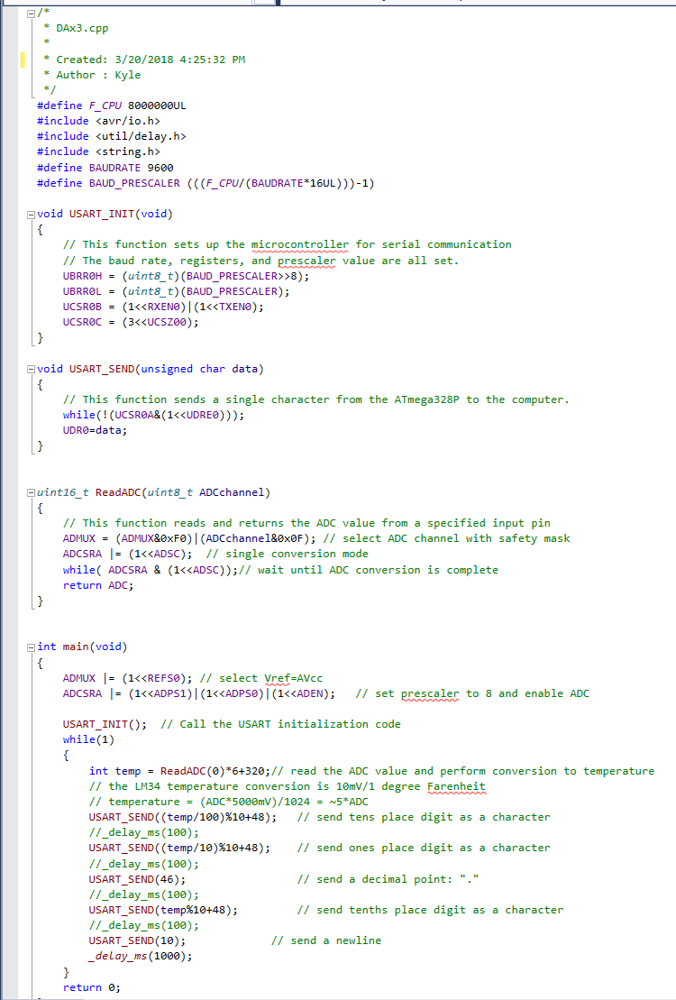 /*
 * DAx3.cpp
 *
 * Created: 3/20/2018 4:25:32 PM
 * Author : Kyle
 */
#define F_CPU 8000000UL
#include <avr/io.h>
#include <util/delay.h>
#include <string.h>
#define BAUDRATE 9600
#define BAUD_PRESCALER (((F_CPU/(BAUDRATE*16UL)))-1)

void USART_INIT(void)
{
    // This function sets up the microcontroller for serial communication
    // The baud rate, registers, and prescaler value are all set.
    UBRR0H = (uint8_t)(BAUD_PRESCALER>>8);
    UBRR0L = (uint8_t)(BAUD_PRESCALER);
    UCSR0B = (1<<RXEN0)|(1<<TXEN0);
    UCSR0C = (3<<UCSZ00);
}

void USART_SEND(unsigned char data)
{
    // This function sends a single character from the ATmega328P to the computer.
    while(!(UCSR0A&(1<<UDRE0)));
    UDR0=data;
}


uint16_t ReadADC(uint8_t ADCchannel)
{
    // This function reads and returns the ADC value from a specified input pin
    ADMUX = (ADMUX&0xF0)|(ADCchannel&0x0F); // select ADC channel with safety mask
    ADCSRA |= (1<<ADSC);  // single conversion mode
    while( ADCSRA & (1<<ADSC));// wait until ADC conversion is complete
    return ADC;
}


int main(void)
{
    ADMUX |= (1<<REFS0); // select Vref=AVcc
    ADCSRA |= (1<<ADPS1)|(1<<ADPS0)|(1<<ADEN);   // set prescaler to 8 and enable ADC

    USART_INIT();  // Call the USART initialization code
    while(1)
    {
        int temp = ReadADC(0)*6+320;// read the ADC value and perform conversion to temperature
        // the LM34 temperature conversion is 10mV/1 degree Farenheit
        // temperature = (ADC*5000mV)/1024 = ~5*ADC
        USART_SEND((temp/100)%10+48);   // send tens place digit as a character
        //_delay_ms(100);
        USART_SEND((temp/10)%10+48);    // send ones place digit as a character
        //_delay_ms(100);
        USART_SEND(46);                 // send a decimal point: "."
        //_delay_ms(100);
        USART_SEND(temp%10+48);         // send tenths place digit as a character
        //_delay_ms(100);
        USART_SEND(10);             // send a newline
        _delay_ms(1000);
    }
    return 0;